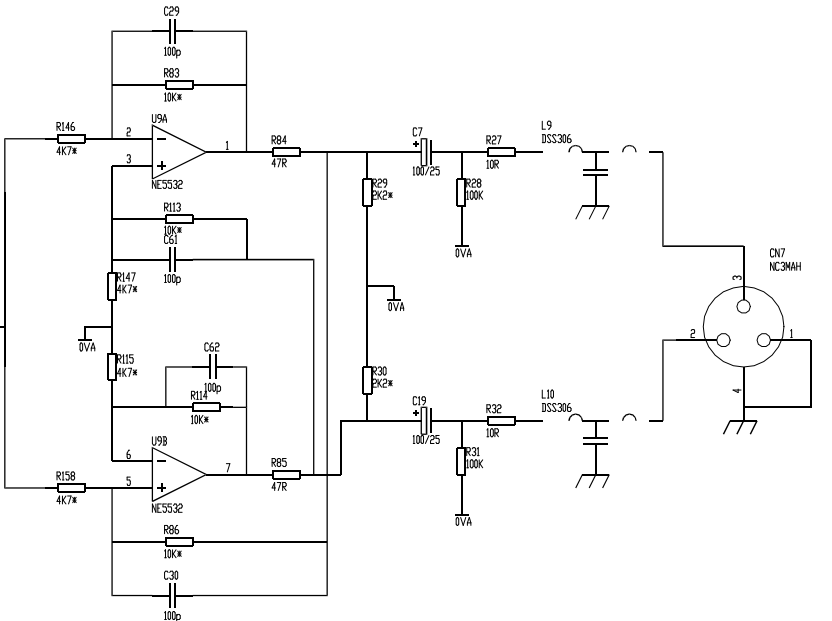 C29
100p
R83
10K*
U9A
R146
2
1
R84
C7
R27
L9
DSS306
4K7*
3
47R
+
100/25
10R
NE5532
R29
2K2*
R28
100K
R113
10K*
C61
100p
0VA
CN7
NC3MAH
R147
4K7*
3
0VA
0VA
2
1
R115
4K7*
C62
100p
R30
2K2*
4
R114
10K*
C19
R32
L10
DSS306
+
100/25
10R
U9B
6
7
R85
R31
100K
R158
5
47R
4K7*
NE5532
0VA
R86
10K*
C30
100p